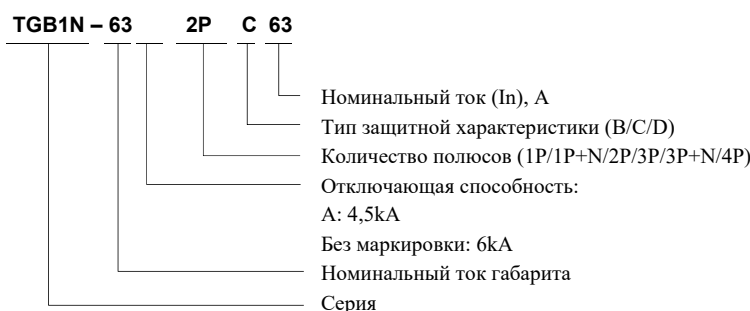 TGB1N – 63 2P C 63
Номинальный ток (In), А
Тип защитной характеристики (B/C/D)
Количество полюсов (1P/1P+N/2P/3P/3P+N/4P)
Отключающая способность:
А: 4,5kA
Без маркировки: 6kA
Номинальный ток габарита
Серия